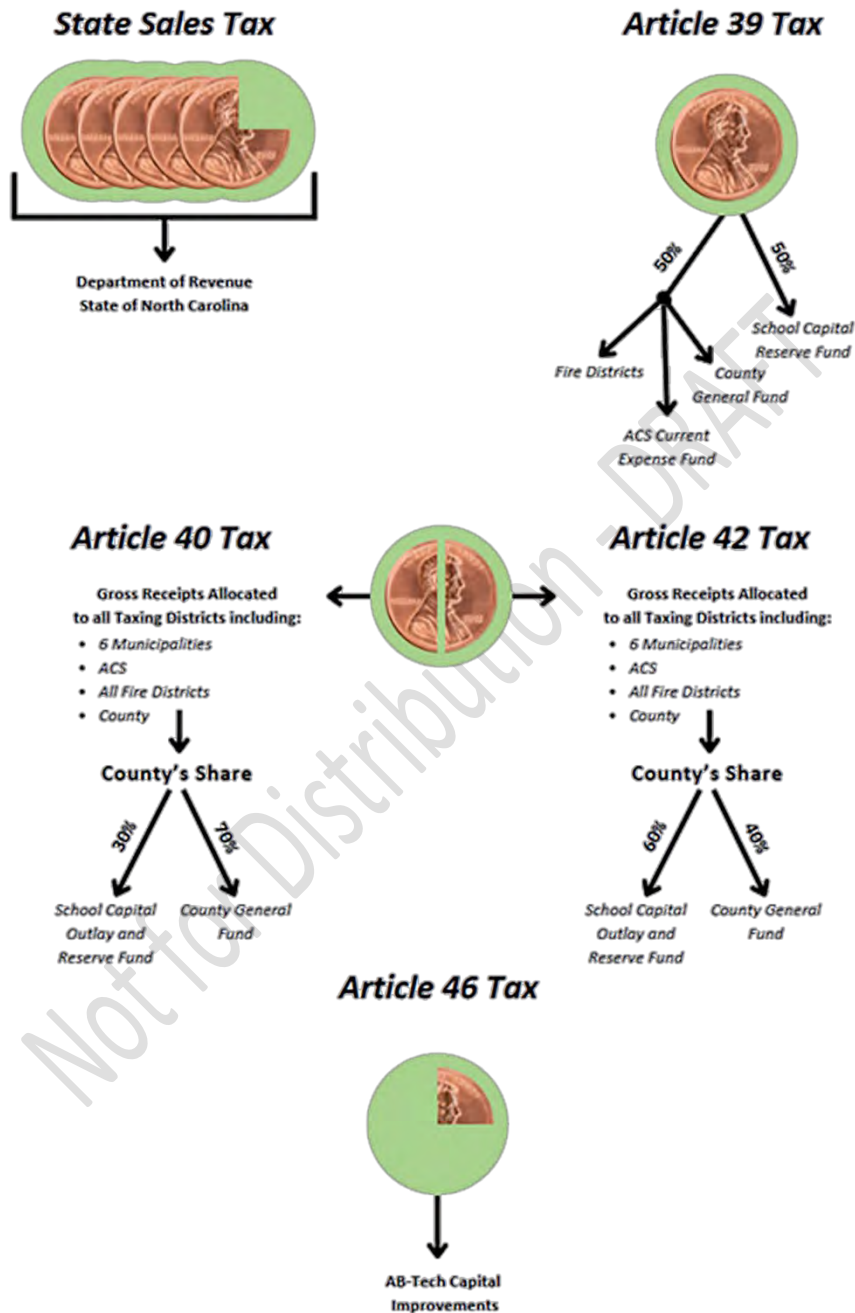 State Sales Tax
Department of Revenue
State of North Carolina
Article 39 Tax
50%
50%
School Capital
Reserve Fund
Fire Districts
County
General Fund
ACS Current
Expense Fund
Article 40 Tax
Gross Receipts Allocated
to all Taxing Districts including:
• 6 Municipalities
• ACS
• All Fire Districts
• County
County's Share
30%
70%
School Capital
Outlay and
Reserve Fund
County General
Fund
Article 42 Tax
Gross Receipts Allocated
to all Taxing Districts including:
• 6 Municipalities
• ACS
• All Fire Districts
• County
County's Share
60%
40%
School Capital
Outlay and
Reserve Fund
County General
Fund
Article 46 Tax
AB-Tech Capital
Improvements
Not for Distribution - DRAFT